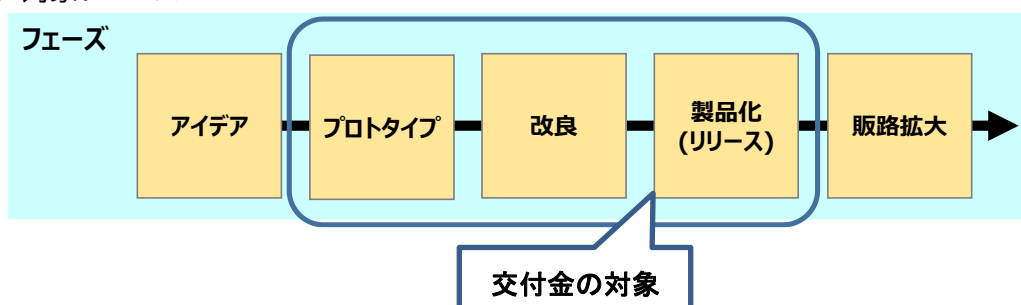 フェーズ
アイデア
プロトタイプ
改良
製品化
(リリース)
販路拡大
交付金の対象